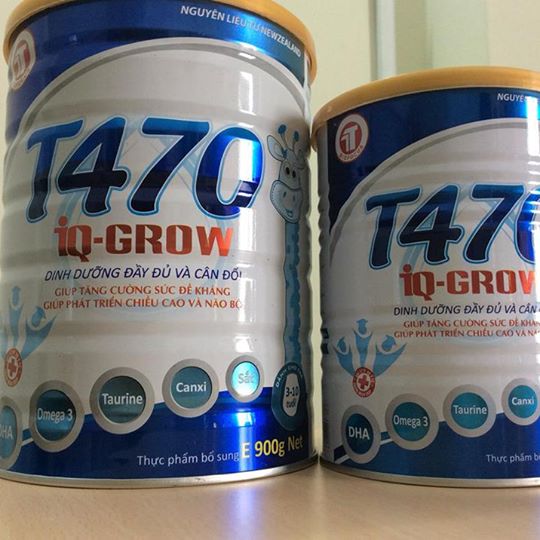 NGUYÊN LIỆU TỪ NEWZEALAND
T470
iQ-GROW
DINH DƯỠNG ĐẦY ĐỦ VÀ CÂN ĐỐI
GIÚP TĂNG CƯỜNG SỨC ĐỀ KHÁNG
GIÚP PHÁT TRIỂN CHIỀU CAO VÀ NÃO BỘ
3-10
tuổi
DHA
Omega 3
Taurine
Canxi
Sắt
Thực phẩm bổ sung E 900g Net
NGUYÊN
T470
iQ-GROW
DINH DƯỠNG ĐẦY ĐỦ VÀ CÂN
GIÚP TĂNG CƯỜNG SỨC ĐỀ KHÁNG
GIÚP PHÁT TRIỂN CHIỀU CAO VÀ NÃO
DHA
Omega 3
Taurine
Canxi
Thực phẩm bổ sung